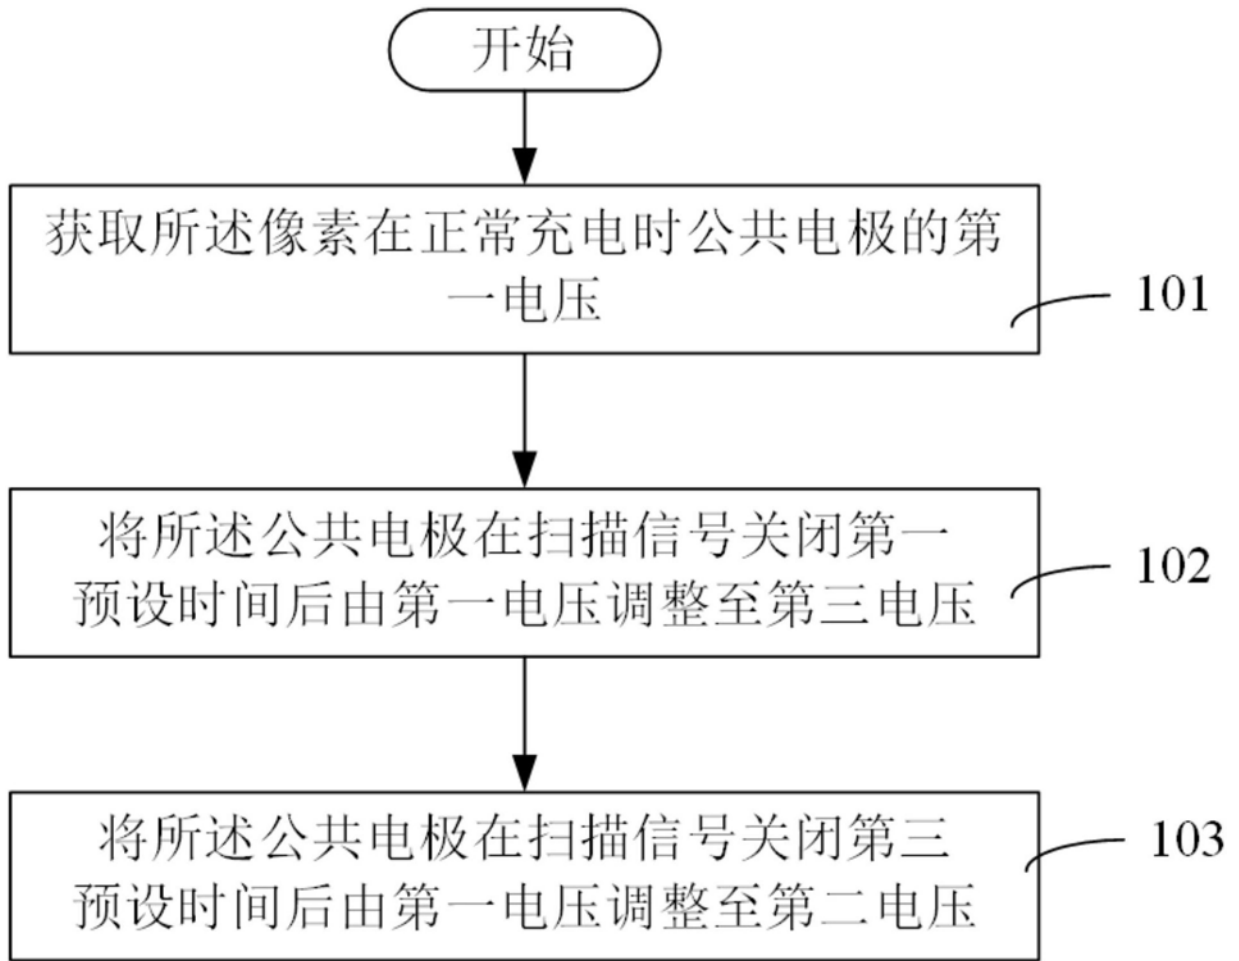 开始
获取所述像素在正常充电时公共电极的第
一电压
101
将所述公共电极在扫描信号关闭第一
预设时间后由第一电压调整至第三电压
102
将所述公共电极在扫描信号关闭第三
预设时间后由第一电压调整至第二电压
103